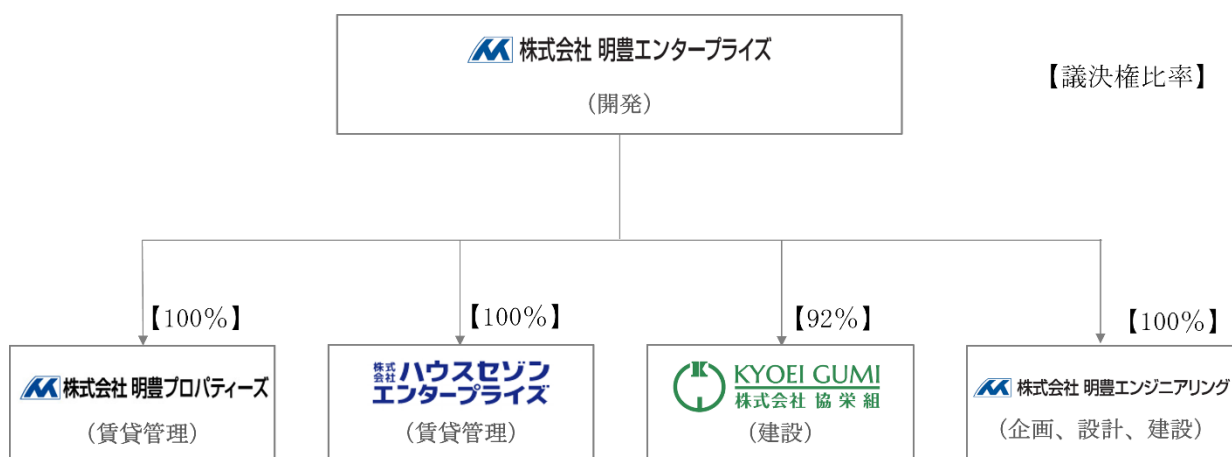 株式会社 明豊エンタープライズ
（開発）
【議決権比率】
【100%】
【100%】
【92%】
【100%】
株式会社 明豊プロパティーズ
（賃貸管理）
株式会社 ハウスセゾン
エンタープライズ
（賃貸管理）
KYOEI GUMI
株式会社 協栄組
（建設）
株式会社 明豊エンジニアリング
（企画、設計、建設）